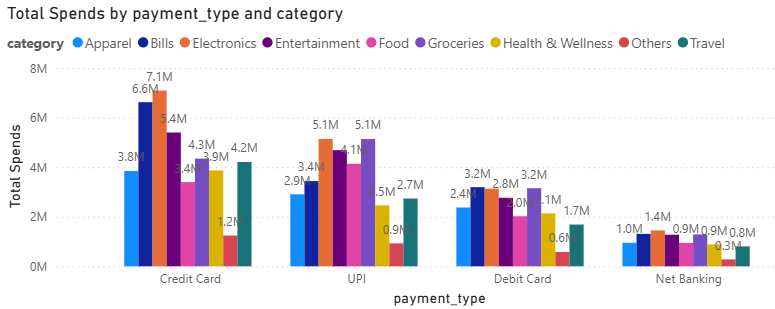 Total Spends by payment_type and category
category Apparel Bills Electronics Entertainment Food Groceries Health & Wellness Others Travel
8M
6M
4M
2M
0M
Total Spends
3.8M 6.6M 7.1M 5.4M 3.4M 4.3M 3.9M 1.2M 4.2M
2.9M 3.4M 5.1M 4.1M 5.1M 2.5M 0.9M 2.7M
2.4M 3.2M 2.8M 2.0M 3.2M 2.1M 0.6M 1.7M
1.0M 1.4M 0.9M 0.9M 0.3M 0.8M
Credit Card UPI Debit Card Net Banking
payment_type